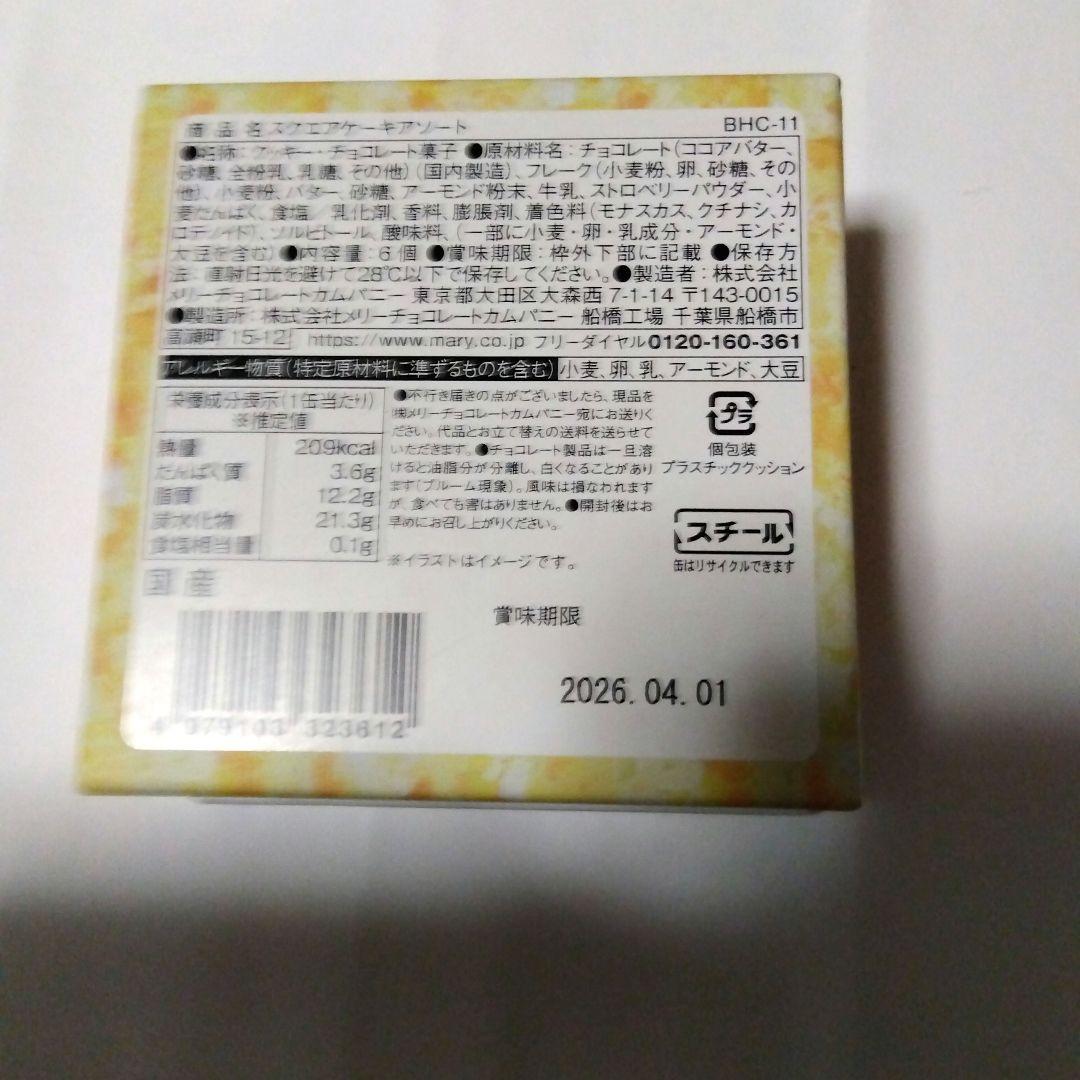 商品名 スクエアケーキアソート BHC-11
●名称：クッキー・チョコレート菓子 ●原材料名：チョコレート（ココアバター、
砂糖、全粉乳、乳糖、その他）（国内製造）、フレーク（小麦粉、卵、砂糖、その
他）、小麦粉、バター、砂糖、アーモンド粉末、牛乳、ストロベリーパウダー、小
麦たんぱく、食塩／乳化剤、香料、膨脹剤、着色料（モナスカス、クチナシ、カ
ロテノイド）、ソルビトール、酸味料、（一部に小麦・卵・乳成分・アーモンド・
大豆を含む）●内容量：6個 ●賞味期限：枠外下部に記載 ●保存方
法：直射日光を避けて28℃以下で保存してください。●製造者：株式会社
メリーチョコレートカムパニー 東京都大田区大森西7-1-14 〒143-0015
●製造所：株式会社メリーチョコレートカムパニー 船橋工場 千葉県船橋市
高瀬町15-12 https://www.mary.co.jp フリーダイヤル0120-160-361
アレルギー物質（特定原材料に準ずるものを含む） 小麦、卵、乳、アーモンド、大豆
栄養成分表示（1缶当たり）
※推定値
熱量 209kcal
たんぱく質 3.6g
脂質 12.2g
炭水化物 21.3g
食塩相当量 0.1g
●不行き届きの点がございましたら、現品を
㈱メリーチョコレートカムパニー宛にお送りく
ださい。代品とお立て替えの送料を送らせて
いただきます。●チョコレート製品は一旦溶
けると油脂分が分離し、白くなることがあり
ます（ブルーム現象）。風味は損なわれます
が、食べても害はありません。●開封後はお
早めにお召し上がりください。
※イラストはイメージです。
プラ
個包装
プラスチッククッション
スチール
缶はリサイクルできます
国産
賞味期限
2026.04.01
4 979103 323612